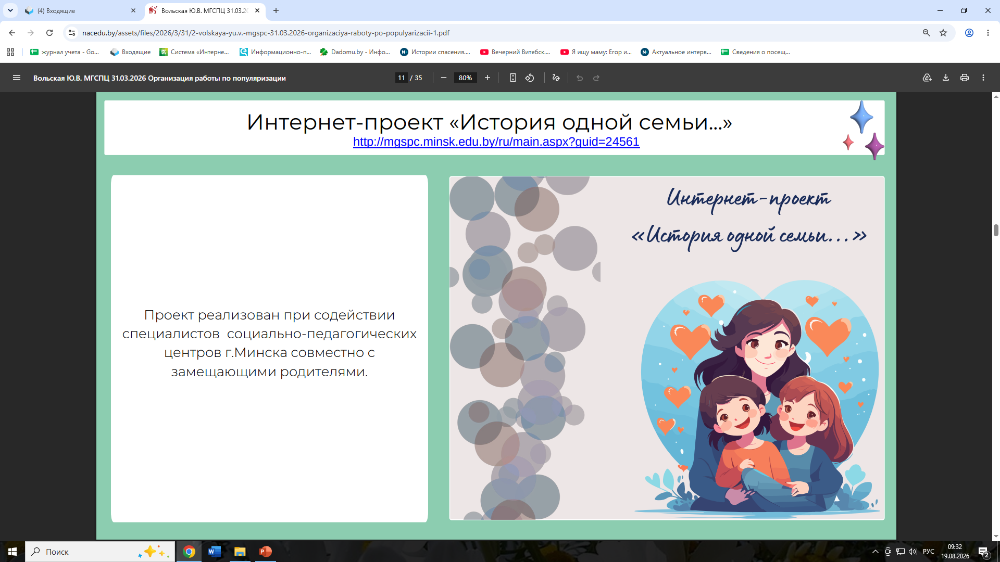 (4) Входящие
Вольская Ю.В. МГСПЦ 31.03.20
nacedu.by/assets/files/2026/3/31/2-volskaya-yu.v.-mgspc-31.03.2026-organizaciya-raboty-po-populyarizacii-1.pdf
журнал учета - Go...
Входящие
Система «Интерне...
Информационно-п...
Dadomu.by - Инфо...
Истории спасения....
Вечерний Витебск....
Я ищу маму: Егор и...
Актуальное интерв...
Сведения о посещ...
Вольская Ю.В. МГСПЦ 31.03.2026 Организация работы по популяризации
11 / 35
80%
Интернет-проект «История одной семьи...»
http://mgspc.minsk.edu.by/ru/main.aspx?guid=24561
Проект реализован при содействии
специалистов социально-педагогических
центров г.Минска совместно с
замещающими родителями.
Интернет-проект
«История одной семьи...»
Поиск
РУС
09:32
19.08.2026
2